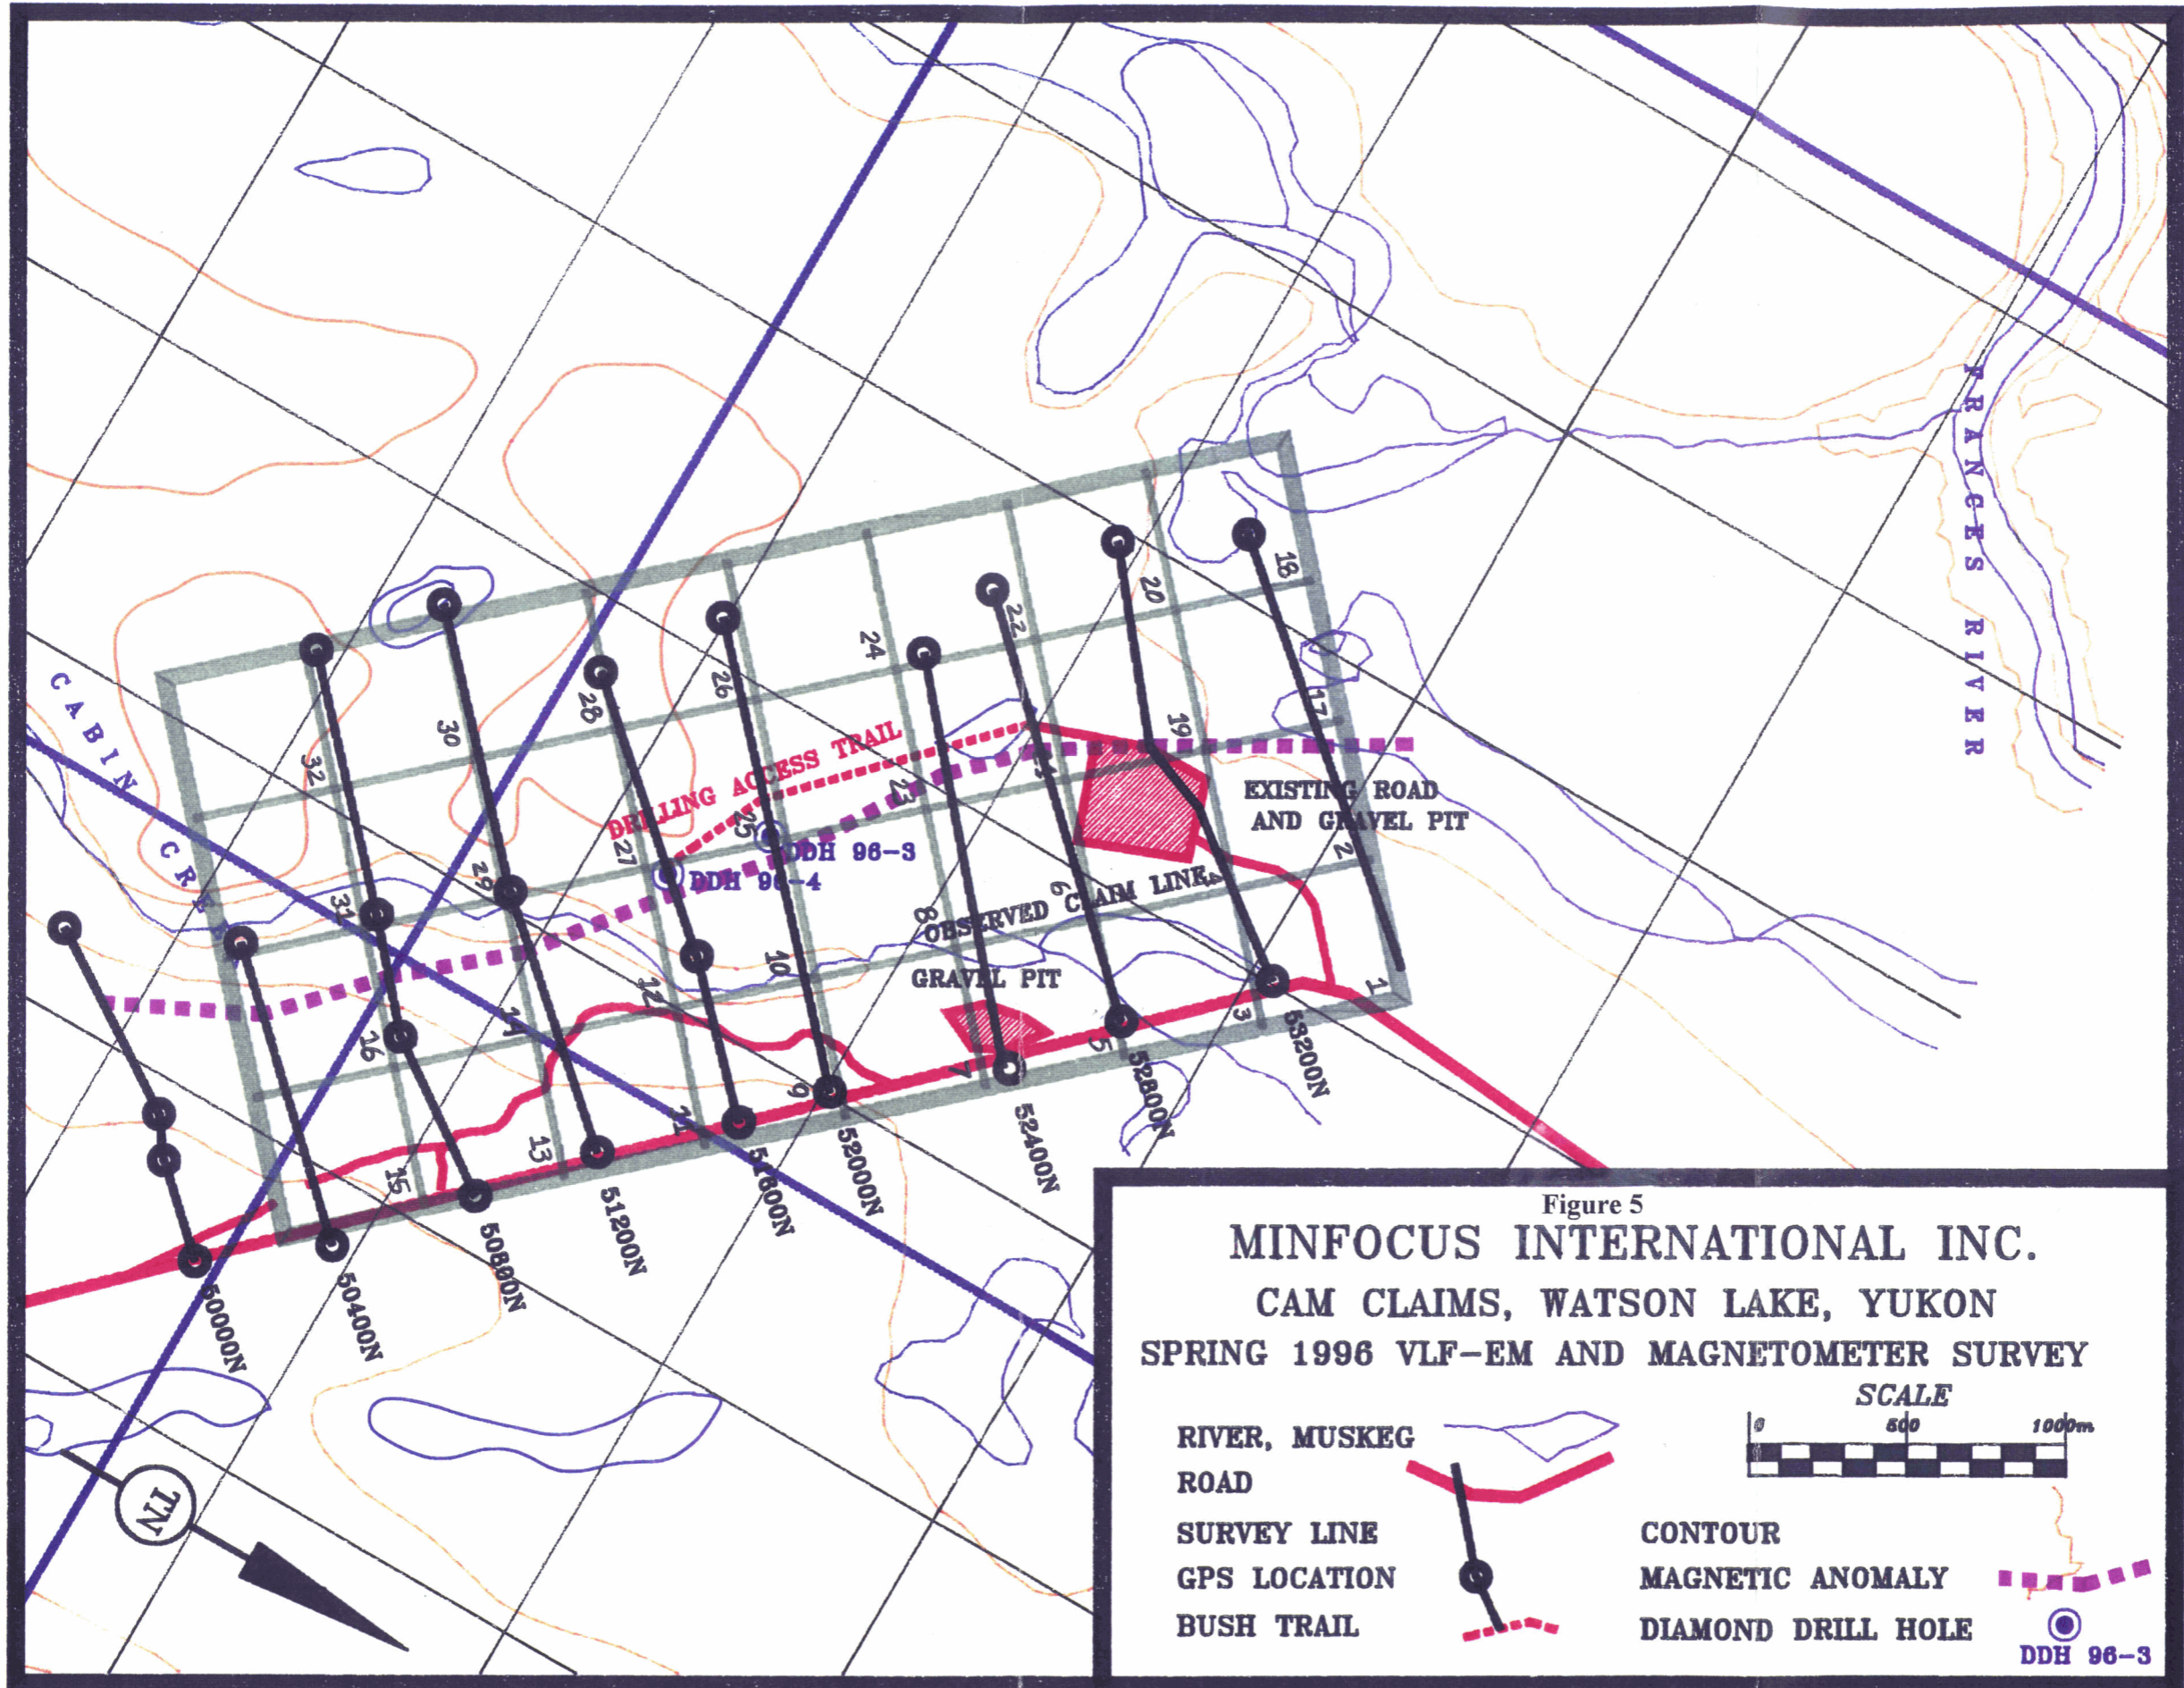 FRANCES RIVER
CABIN CREEK
18
20
22
24
26
28
30
32
17
19
23
25
27
29
31
DRILLING ACCESS TRAIL
EXISTING ROAD
AND GRAVEL PIT
DDH 96-3
DDH 96-4
2
4
6
8
10
12
14
16
OBSERVED CLAIM LINE
GRAVEL PIT
1
3
5
7
9
11
13
15
53200N
52800N
52400N
52000N
51600N
51200N
50800N
50400N
50000N
TN
Figure 5
MINFOCUS INTERNATIONAL INC.
CAM CLAIMS, WATSON LAKE, YUKON
SPRING 1996 VLF-EM AND MAGNETOMETER SURVEY
SCALE
0 500 1000m
RIVER, MUSKEG
ROAD
SURVEY LINE
GPS LOCATION
BUSH TRAIL
CONTOUR
MAGNETIC ANOMALY
DIAMOND DRILL HOLE
DDH 96-3